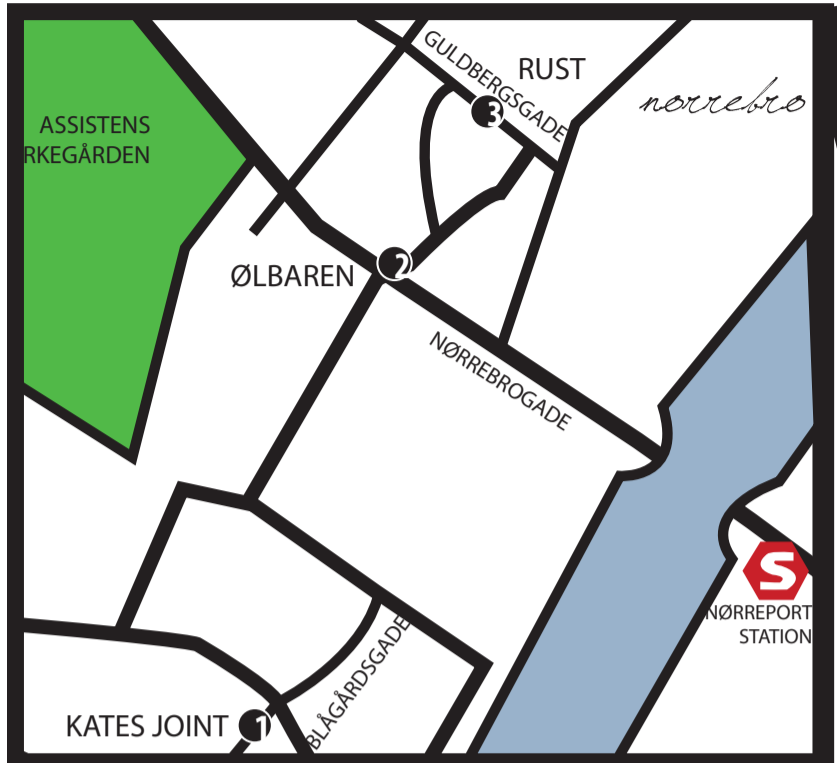 GULDBERGSGADE
RUST
nørrebro
3
ASSISTENS
RKEGÅRDEN
2
ØLBAREN
NØRREBROGADE
S
NØRREPORT
STATION
BLÅGÅRDSGADE
KATES JOINT
1